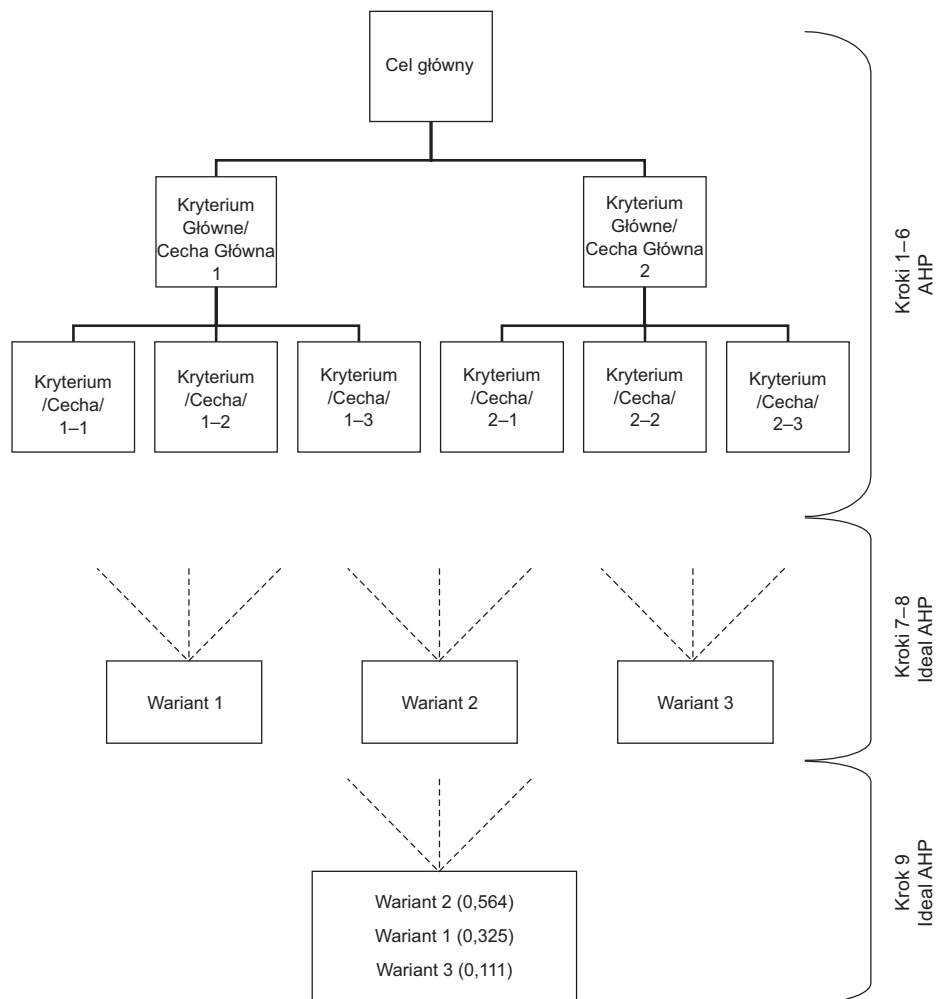 Cel główny
Kryterium
Główne/
Cecha Główna
1
Kryterium
Główne/
Cecha Główna
2
Kryterium
/Cecha/
1–1
Kryterium
/Cecha/
1–2
Kryterium
/Cecha/
1–3
Kryterium
/Cecha/
2–1
Kryterium
/Cecha/
2–2
Kryterium
/Cecha/
2–3
Kroki 1–6
AHP
Wariant 1
Wariant 2
Wariant 3
Kroki 7–8
Ideal AHP
Wariant 2 (0,564)
Wariant 1 (0,325)
Wariant 3 (0,111)
Krok 9
Ideal AHP